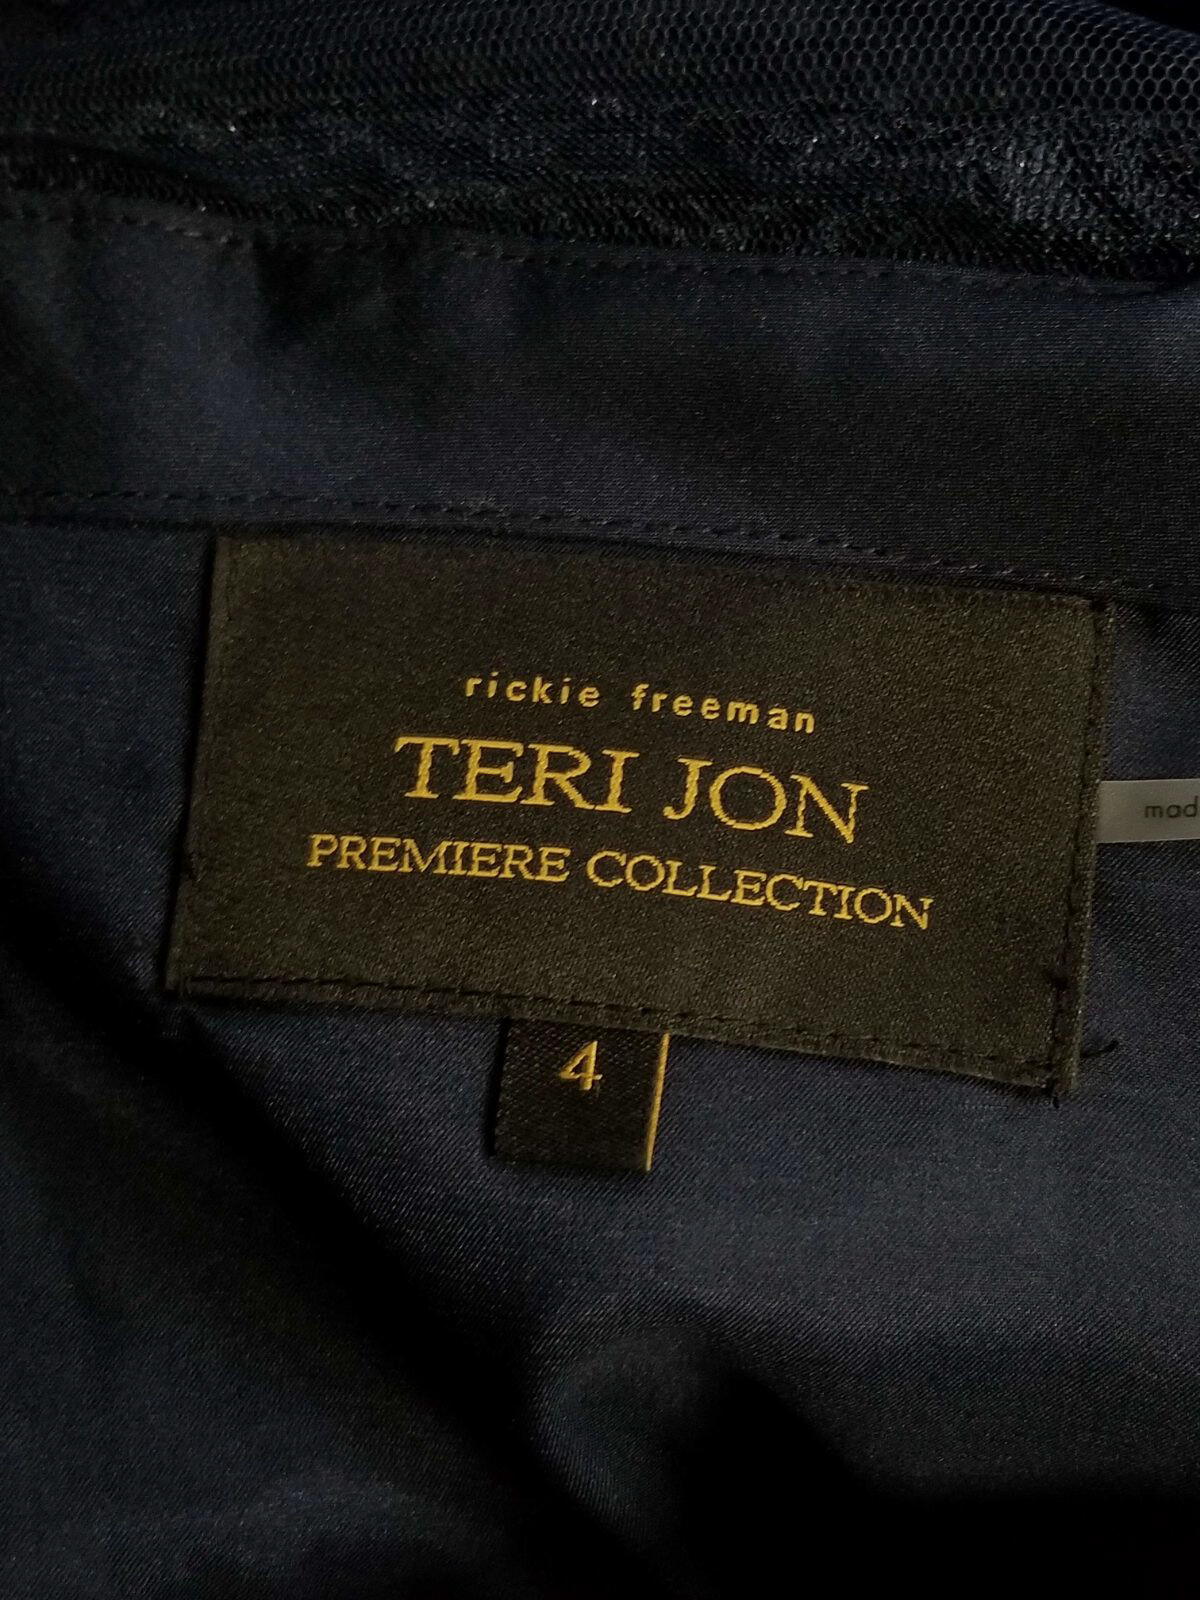 rickie freeman
TERI JON
PREMIERE COLLECTION
4